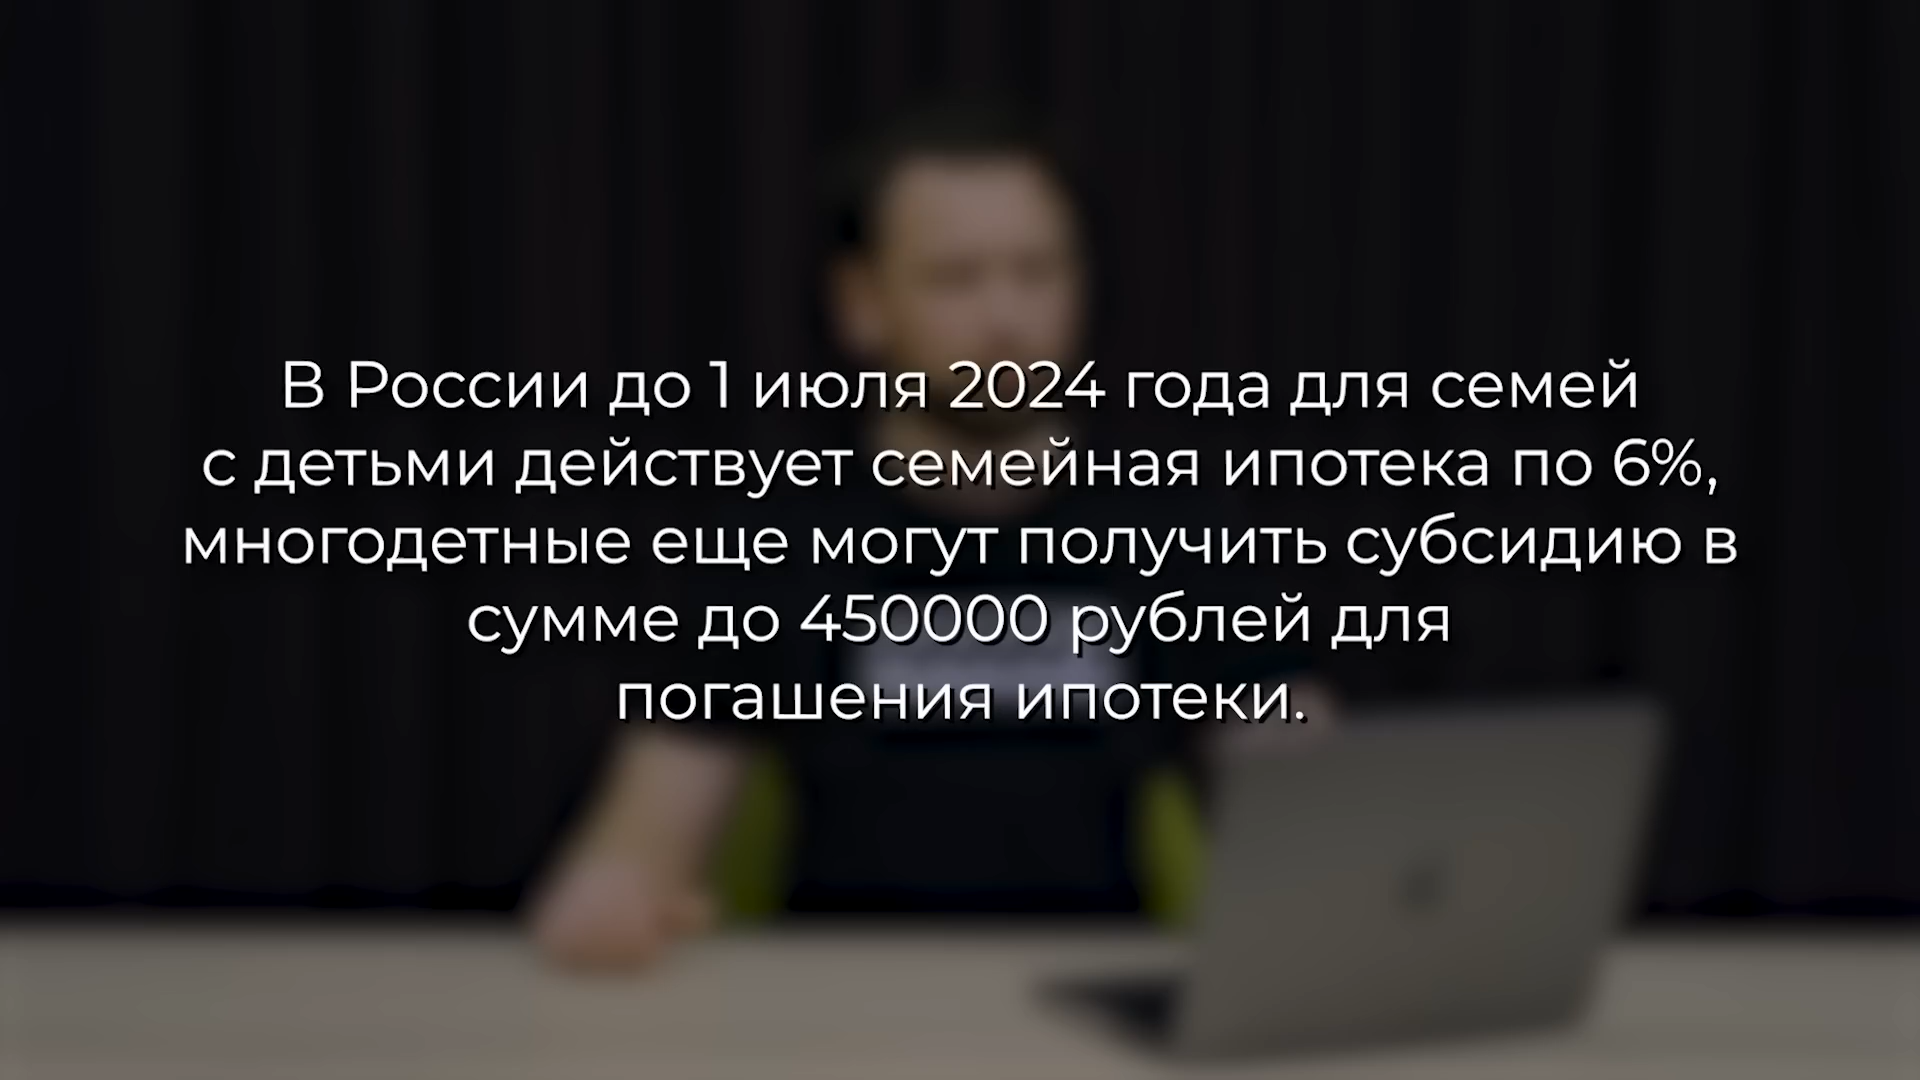 В России до 1 июля 2024 года для семей
с детьми действует семейная ипотека по 6%,
многодетные еще могут получить субсидию в
сумме до 450000 рублей для
погашения ипотеки.